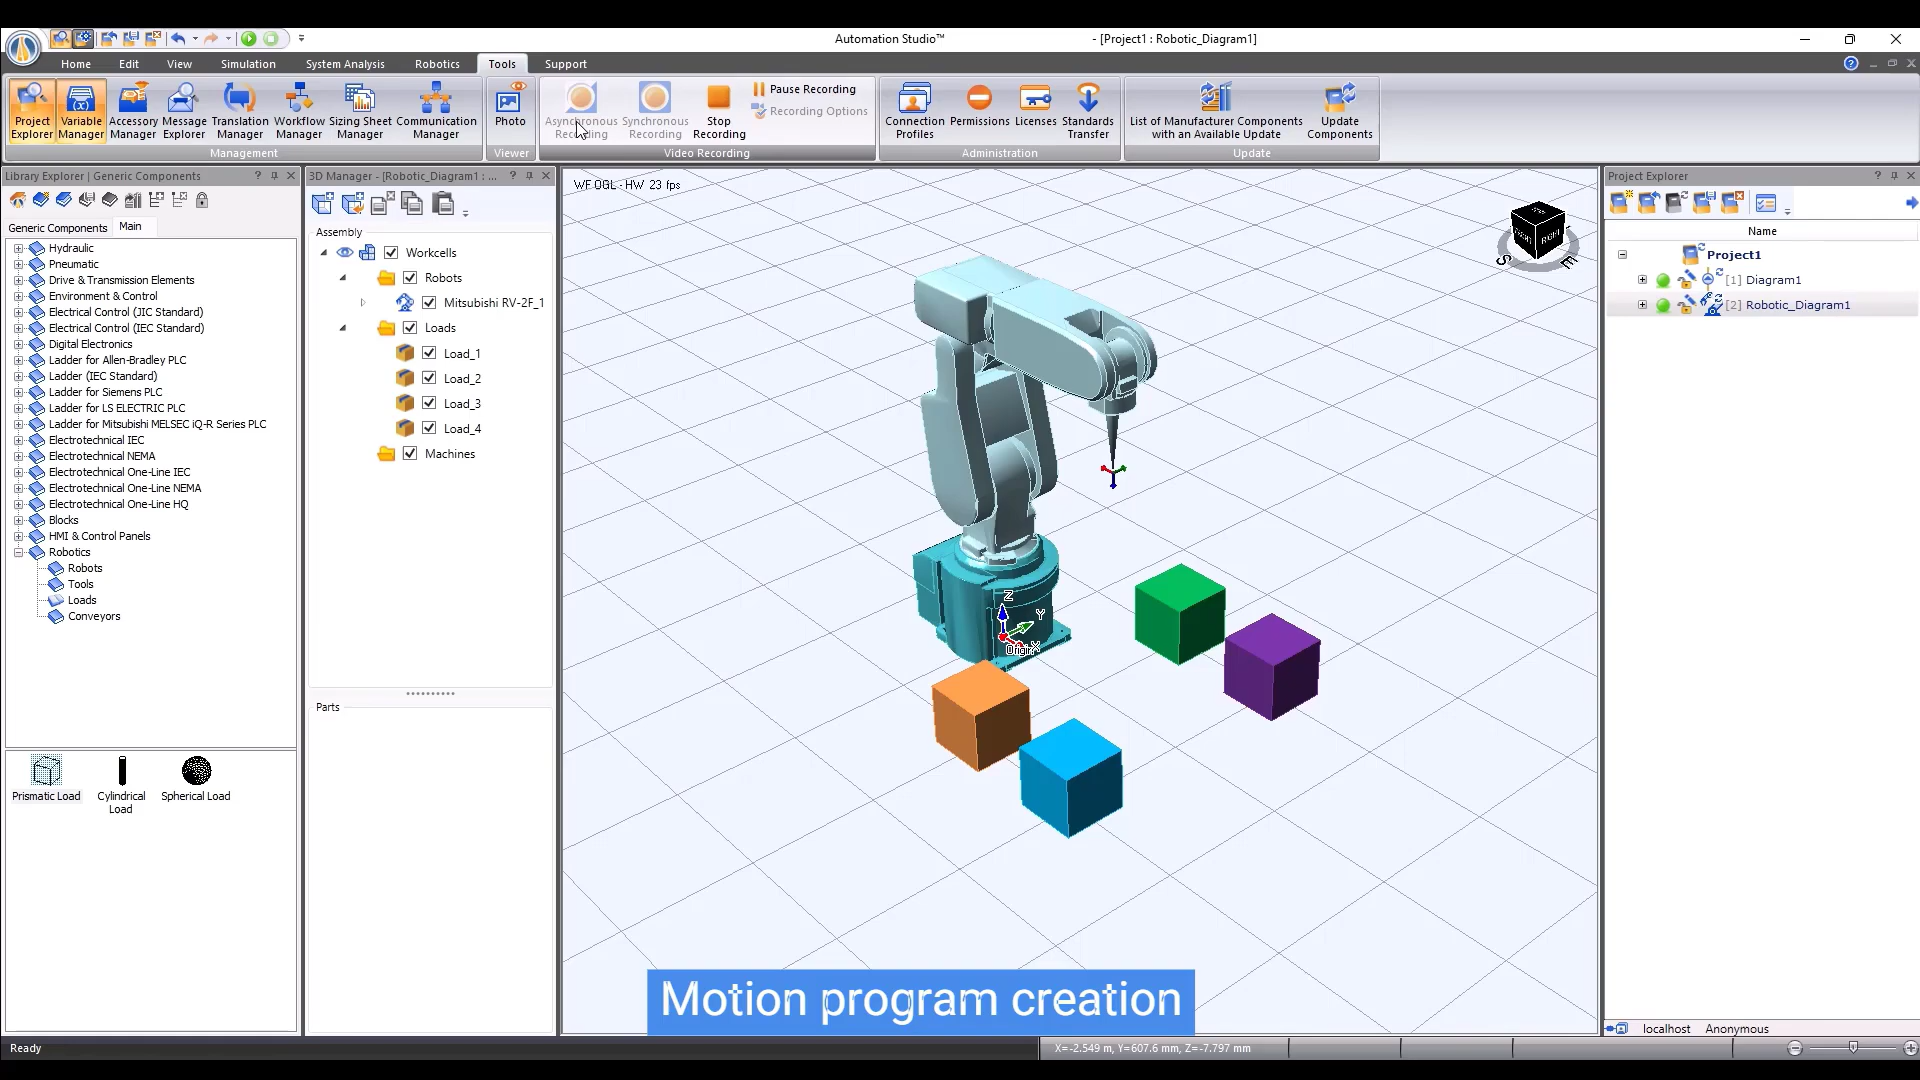 Automation Studio™
- [Project1 : Robotic_Diagram1]
Home Edit View Simulation System Analysis Robotics Tools Support
Project Explorer
Variable Manager
Accessory Manager
Message Explorer
Translation Manager
Workflow Manager
Sizing Sheet Manager
Communication Manager
Management
Photo
Viewer
Asynchronous Recording
Synchronous Recording
Stop Recording
Pause Recording
Recording Options
Video Recording
Connection Profiles
Permissions
Licenses
Standards Transfer
Administration
List of Manufacturer Components with an Available Update
Update Components
Update
Library Explorer | Generic Components
Generic Components Main
Hydraulic
Pneumatic
Drive & Transmission Elements
Environment & Control
Electrical Control (JIC Standard)
Electrical Control (IEC Standard)
Digital Electronics
Ladder for Allen-Bradley PLC
Ladder (IEC Standard)
Ladder for Siemens PLC
Ladder for LS ELECTRIC PLC
Ladder for Mitsubishi MELSEC iQ-R Series PLC
Electrotechnical IEC
Electrotechnical NEMA
Electrotechnical One-Line IEC
Electrotechnical One-Line NEMA
Electrotechnical One-Line HQ
Blocks
HMI & Control Panels
Robotics
Robots
Tools
Loads
Conveyors
Prismatic Load
Cylindrical Load
Spherical Load
3D Manager - [Robotic_Diagram1 : ...
Assembly
Workcells
Robots
Mitsubishi RV-2F_1
Loads
Load_1
Load_2
Load_3
Load_4
Machines
Parts
WF OGL - HW 23 fps
RIGHT
S
E
Z
Y
X
Origin
Motion program creation
Project Explorer
Name
Project1
[1] Diagram1
[2] Robotic_Diagram1
localhost Anonymous
Ready
X=-2.549 m, Y=607.6 mm, Z=-7.797 mm